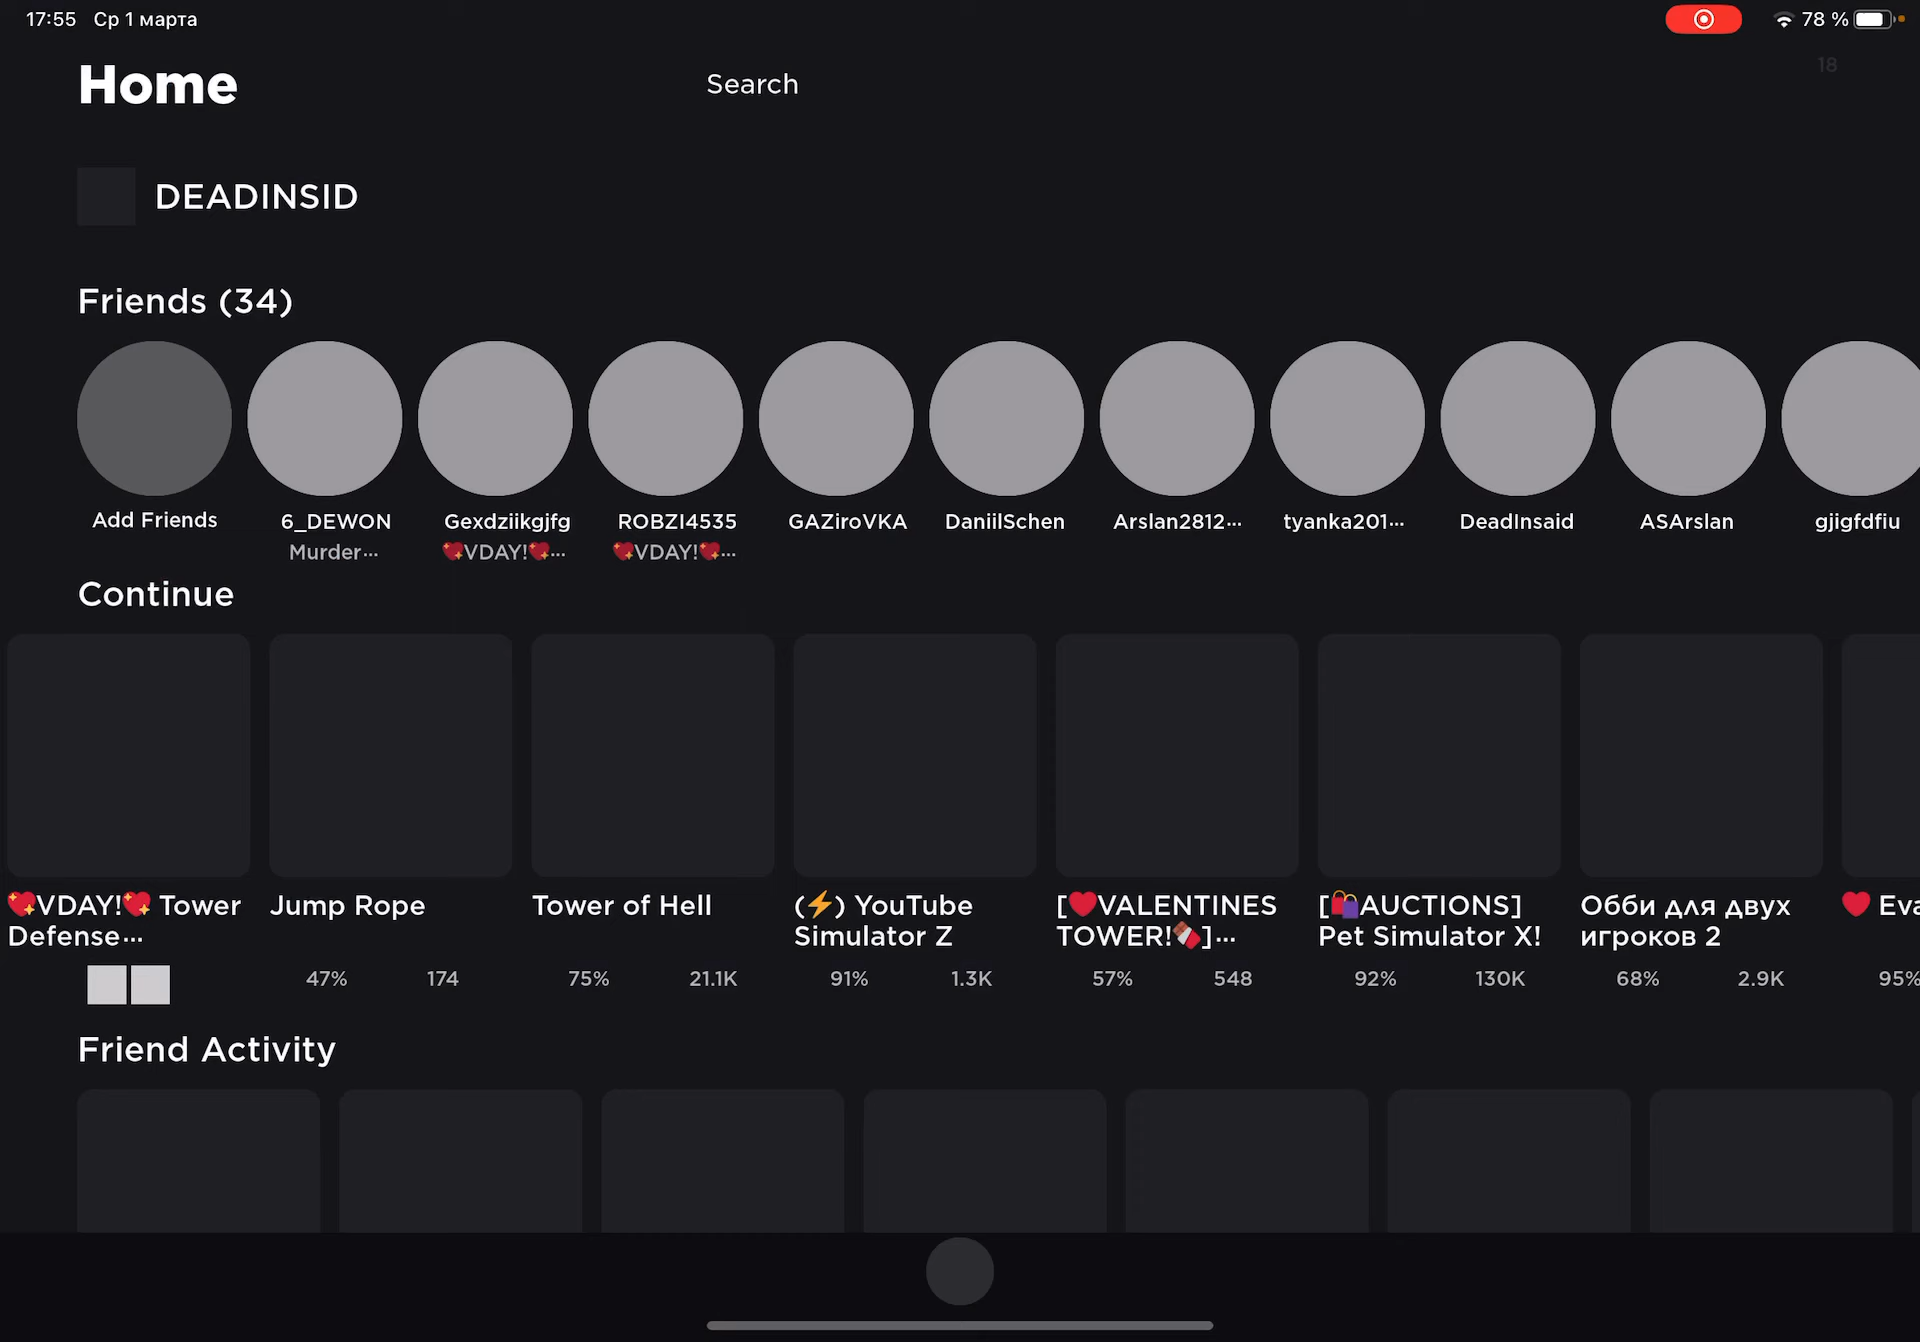 17:55 Ср 1 марта
78 %
18
Home
Search
DEADINSID
Friends (34)
Add Friends
6_DEWON
Gexdziikgjfg
ROBZI4535
GAZiroVKA
DaniilSchen
Arslan2812...
tyanka201...
DeadInsaid
ASArslan
gjigfdfiu
Murder...
💖VDAY!💖...
💖VDAY!💖...
Continue
💖VDAY!💖 Tower
Defense...
Jump Rope
47% 174
Tower of Hell
75% 21.1K
(⚡) YouTube
Simulator Z
91% 1.3K
[❤️VALENTINES
TOWER!🍫]...
57% 548
[🛍️AUCTIONS]
Pet Simulator X!
92% 130K
Обби для двух
игроков 2
68% 2.9K
❤️ Eva
95%
Friend Activity